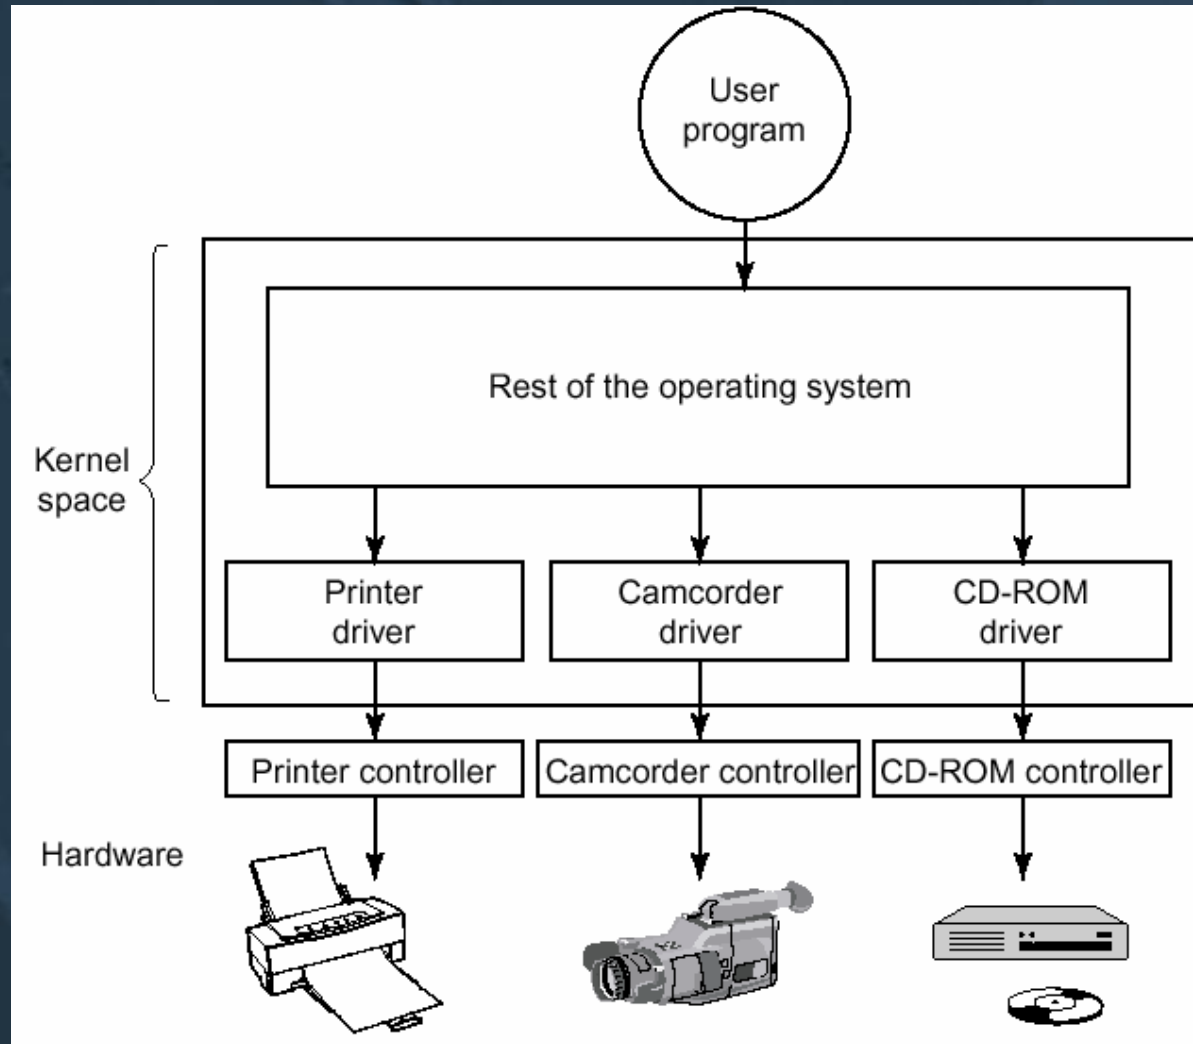 User
program
Rest of the operating system
Kernel
space
Printer
driver
Camcorder
driver
CD-ROM
driver
Printer controller
Camcorder controller
CD-ROM controller
Hardware